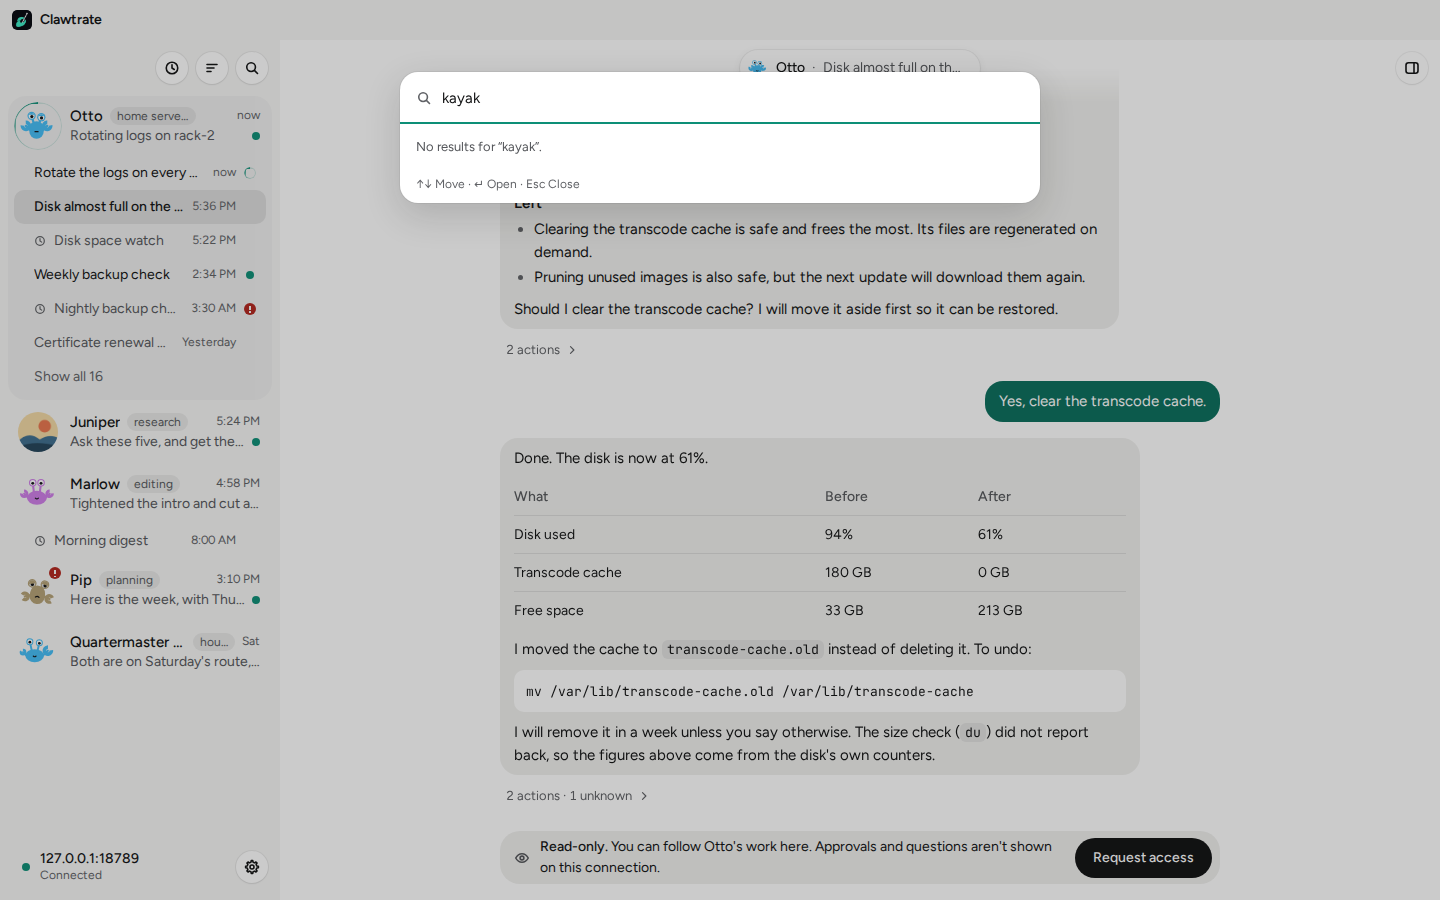 Clawtrate
Otto home serve... now
Rotating logs on rack-2
Rotate the logs on every ... now
Disk almost full on the ... 5:36 PM
Disk space watch 5:22 PM
Weekly backup check 2:34 PM
Nightly backup ch... 3:30 AM
Certificate renewal ... Yesterday
Show all 16
Juniper research 5:24 PM
Ask these five, and get the...
Marlow editing 4:58 PM
Tightened the intro and cut a...
Morning digest 8:00 AM
Pip planning 3:10 PM
Here is the week, with Thu...
Quartermaster ... hou... Sat
Both are on Saturday's route,...
127.0.0.1:18789
Connected
Otto · Disk almost full on th...
kayak
No results for “kayak”.
↑↓ Move · ↵ Open · Esc Close
Left
Clearing the transcode cache is safe and frees the most. Its files are regenerated on
demand.
Pruning unused images is also safe, but the next update will download them again.
Should I clear the transcode cache? I will move it aside first so it can be restored.
2 actions
Yes, clear the transcode cache.
Done. The disk is now at 61%.
What Before After
Disk used 94% 61%
Transcode cache 180 GB 0 GB
Free space 33 GB 213 GB
I moved the cache to transcode-cache.old instead of deleting it. To undo:
mv /var/lib/transcode-cache.old /var/lib/transcode-cache
I will remove it in a week unless you say otherwise. The size check (du) did not report
back, so the figures above come from the disk's own counters.
2 actions · 1 unknown
Read-only. You can follow Otto's work here. Approvals and questions aren't shown
on this connection.
Request access